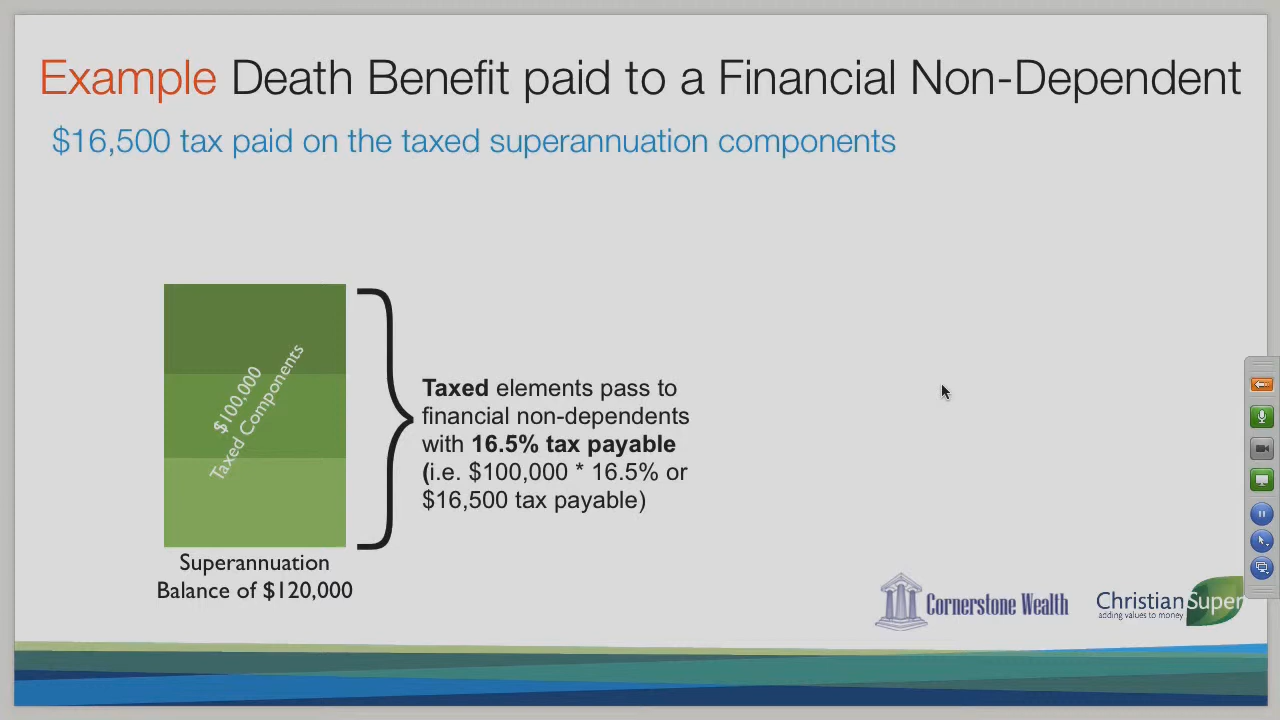 Example Death Benefit paid to a Financial Non-Dependent
$16,500 tax paid on the taxed superannuation components
$100,000
Taxed Components
Taxed elements pass to
financial non-dependents
with 16.5% tax payable
(i.e. $100,000 * 16.5% or
$16,500 tax payable)
Superannuation
Balance of $120,000
Cornerstone Wealth
ChristianSuper
adding values to money